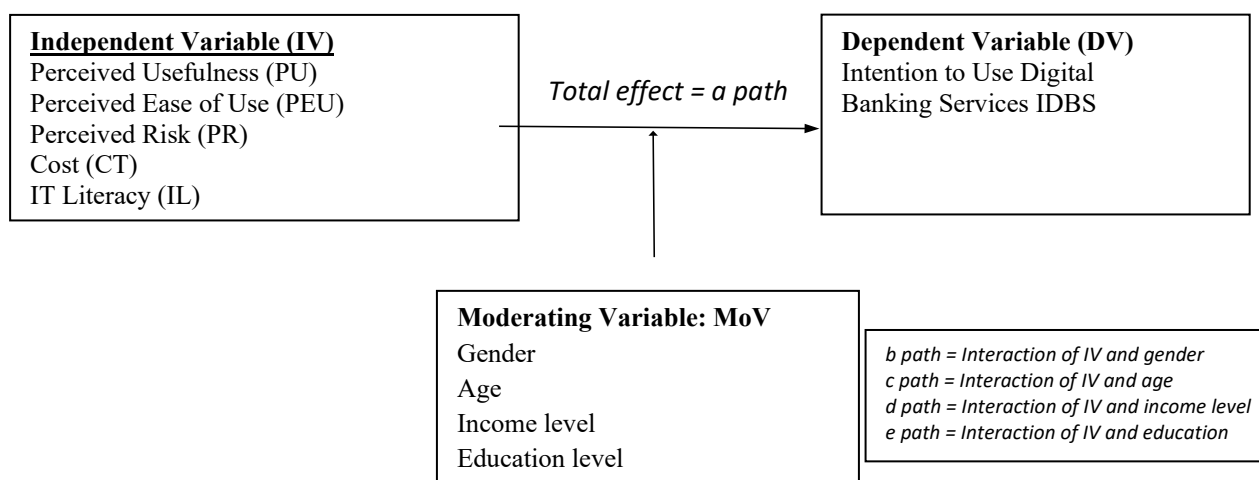 Independent Variable (IV)
Perceived Usefulness (PU)
Perceived Ease of Use (PEU)
Perceived Risk (PR)
Cost (CT)
IT Literacy (IL)
Total effect = a path
Dependent Variable (DV)
Intention to Use Digital
Banking Services IDBS
Moderating Variable: MoV
Gender
Age
Income level
Education level
b path = Interaction of IV and gender
c path = Interaction of IV and age
d path = Interaction of IV and income level
e path = Interaction of IV and education